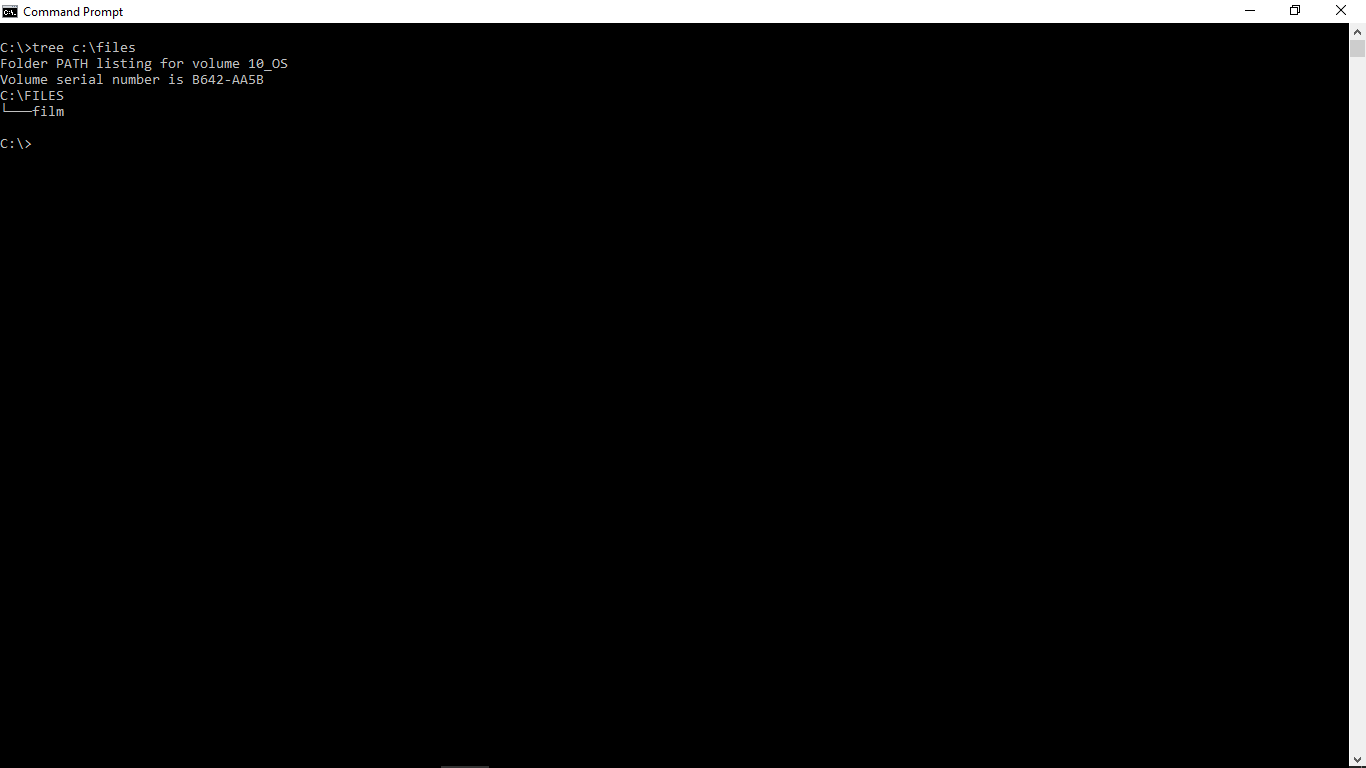 Command Prompt
C:\>tree c:\files
Folder PATH listing for volume 10_OS
Volume serial number is B642-AA5B
C:\FILES
└───film
C:\>